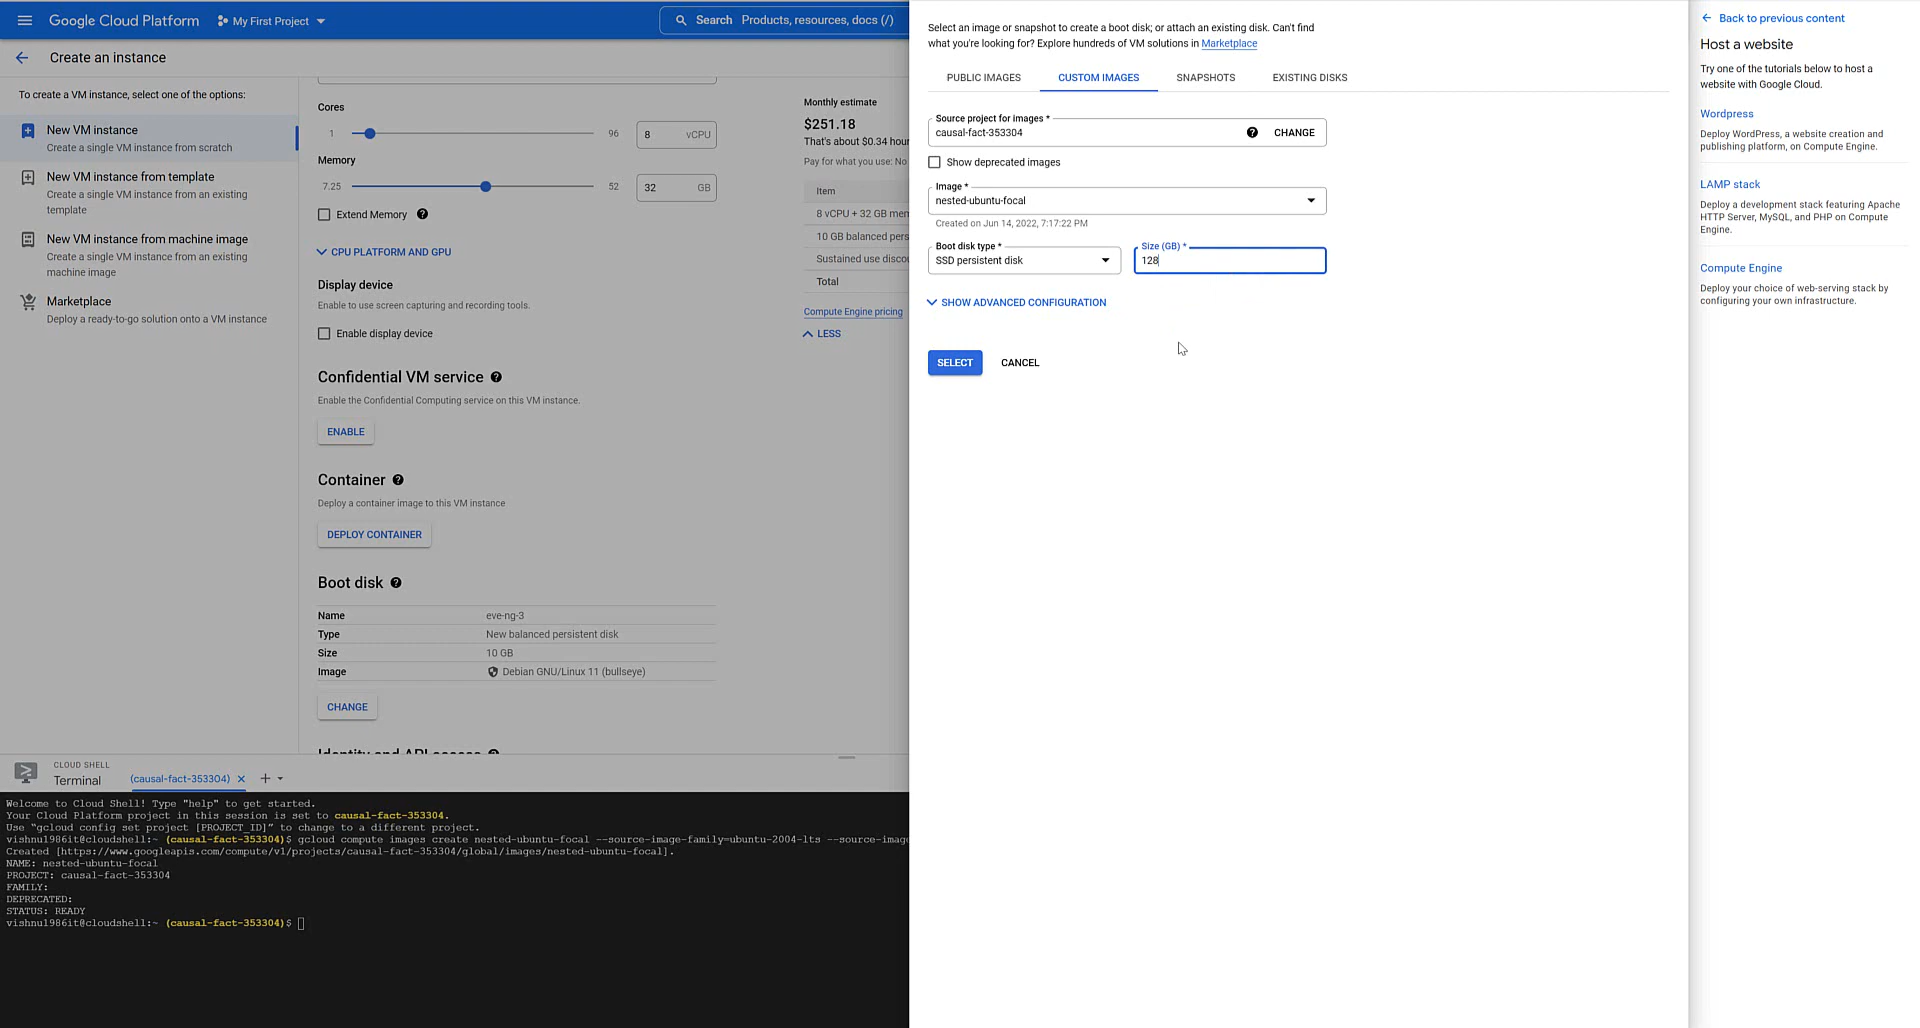 Google Cloud Platform
My First Project
Search Products, resources, docs (/)
Create an instance
To create a VM instance, select one of the options:
New VM instance
Create a single VM instance from scratch
New VM instance from template
Create a single VM instance from an existing
template
New VM instance from machine image
Create a single VM instance from an existing
machine image
Marketplace
Deploy a ready-to-go solution onto a VM instance
Cores
1
96
8 vCPU
Memory
7.25
52
32 GB
Extend Memory
CPU PLATFORM AND GPU
Display device
Enable to use screen capturing and recording tools.
Enable display device
Confidential VM service
Enable the Confidential Computing service on this VM instance.
ENABLE
Container
Deploy a container image to this VM instance
DEPLOY CONTAINER
Boot disk
Name eve-ng-3
Type New balanced persistent disk
Size 10 GB
Image Debian GNU/Linux 11 (bullseye)
CHANGE
Identity and API access
Monthly estimate
$251.18
That's about $0.34 hour
Pay for what you use: No
Item
8 vCPU + 32 GB mem
10 GB balanced pers
Sustained use discou
Total
Compute Engine pricing
LESS
Select an image or snapshot to create a boot disk; or attach an existing disk. Can't find
what you're looking for? Explore hundreds of VM solutions in Marketplace
PUBLIC IMAGES CUSTOM IMAGES SNAPSHOTS EXISTING DISKS
Source project for images *
causal-fact-353304
CHANGE
Show deprecated images
Image *
nested-ubuntu-focal
Created on Jun 14, 2022, 7:17:22 PM
Boot disk type *
SSD persistent disk
Size (GB) *
128
SHOW ADVANCED CONFIGURATION
SELECT CANCEL
Back to previous content
Host a website
Try one of the tutorials below to host a
website with Google Cloud.
Wordpress
Deploy WordPress, a website creation and
publishing platform, on Compute Engine.
LAMP stack
Deploy a development stack featuring Apache
HTTP Server, MySQL, and PHP on Compute
Engine.
Compute Engine
Deploy your choice of web-serving stack by
configuring your own infrastructure.
CLOUD SHELL
Terminal
(causal-fact-353304)
Welcome to Cloud Shell! Type "help" to get started.
Your Cloud Platform project in this session is set to causal-fact-353304.
Use “gcloud config set project [PROJECT_ID]” to change to a different project.
vishnu1986it@cloudshell:~ (causal-fact-353304)$ gcloud compute images create nested-ubuntu-focal --source-image-family=ubuntu-2004-lts --source-image
Created [https://www.googleapis.com/compute/v1/projects/causal-fact-353304/global/images/nested-ubuntu-focal].
NAME: nested-ubuntu-focal
PROJECT: causal-fact-353304
FAMILY:
DEPRECATED:
STATUS: READY
vishnu1986it@cloudshell:~ (causal-fact-353304)$